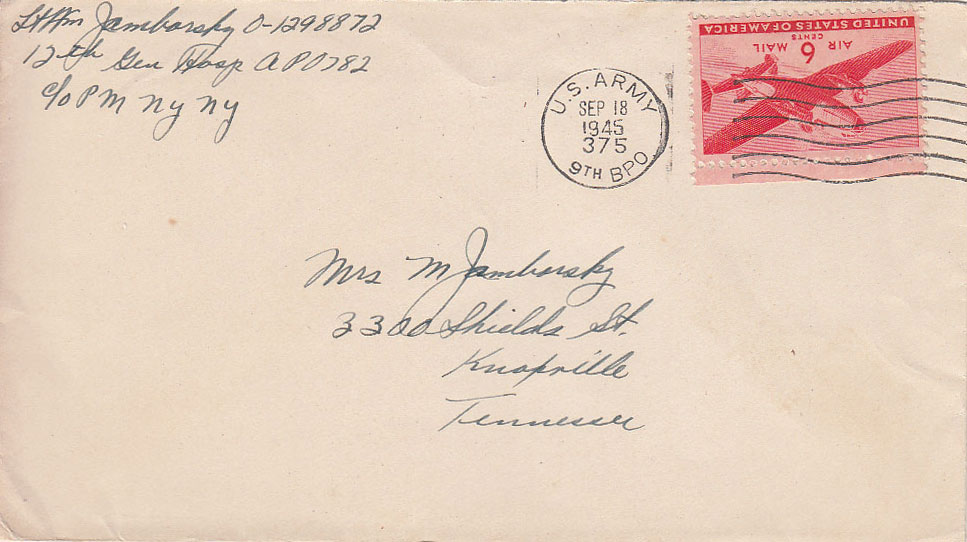 Lt Wm Jamborsky O-1298872
12th Gen Hosp APO 782
c/o PM NY NY
U.S. ARMY
SEP 18
1945
375
9TH BPO
UNITED STATES OF AMERICA
AIR MAIL
6 CENTS
Mrs M Jamborsky
3300 Shields St.
Knoxville
Tennessee